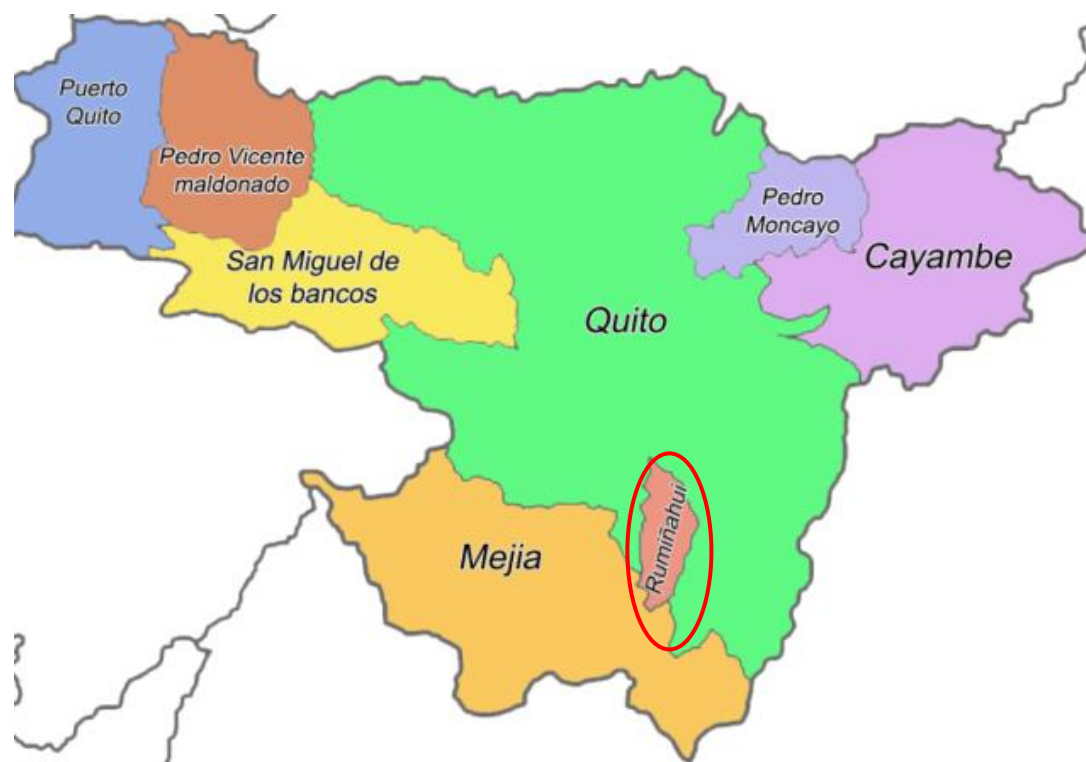 Puerto
Quito
Pedro Vicente
maldonado
San Miguel de
los bancos
Quito
Pedro
Moncayo
Cayambe
Mejia
Rumiñahui